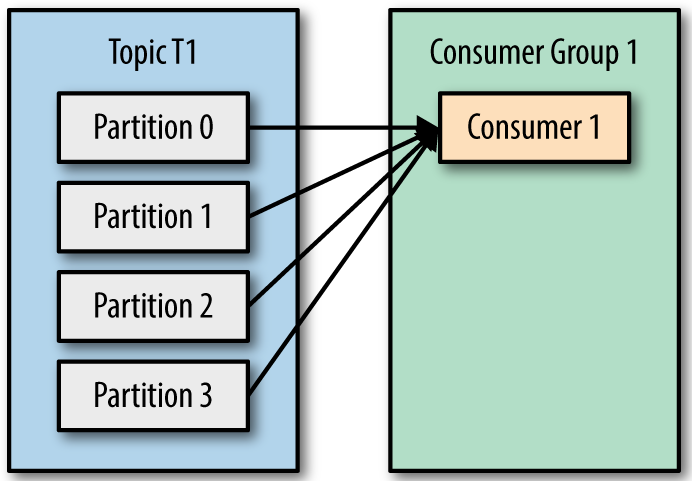 Topic T1
Partition 0
Partition 1
Partition 2
Partition 3
Consumer Group 1
Consumer 1